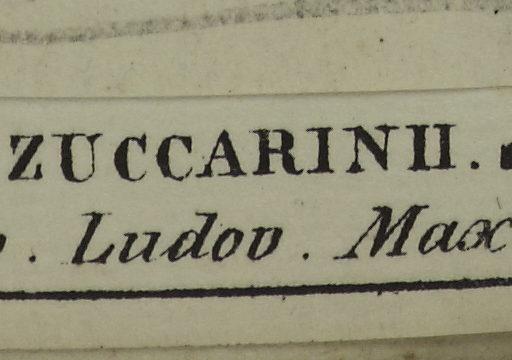 ZUCCARINII.
. Ludov. Max